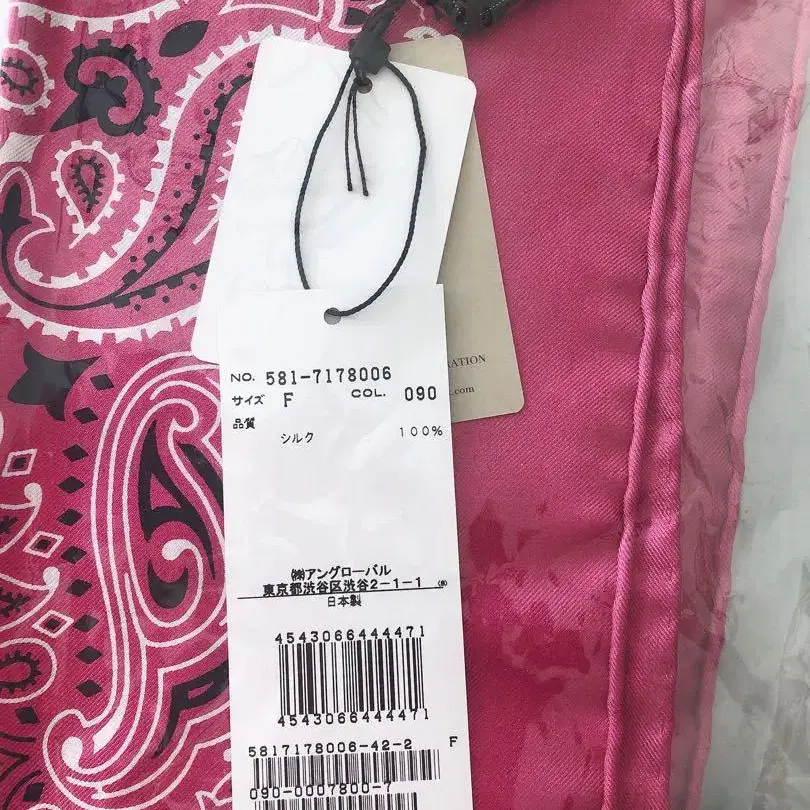 RATION
.com
NO. 581-7178006
サイズ F COL. 090
品質
シルク 100%
㈱アングローバル
東京都渋谷区渋谷2-1-1
日本製
4543066444471
4543066444471
5817178006-42-2 F
090-0007800-7